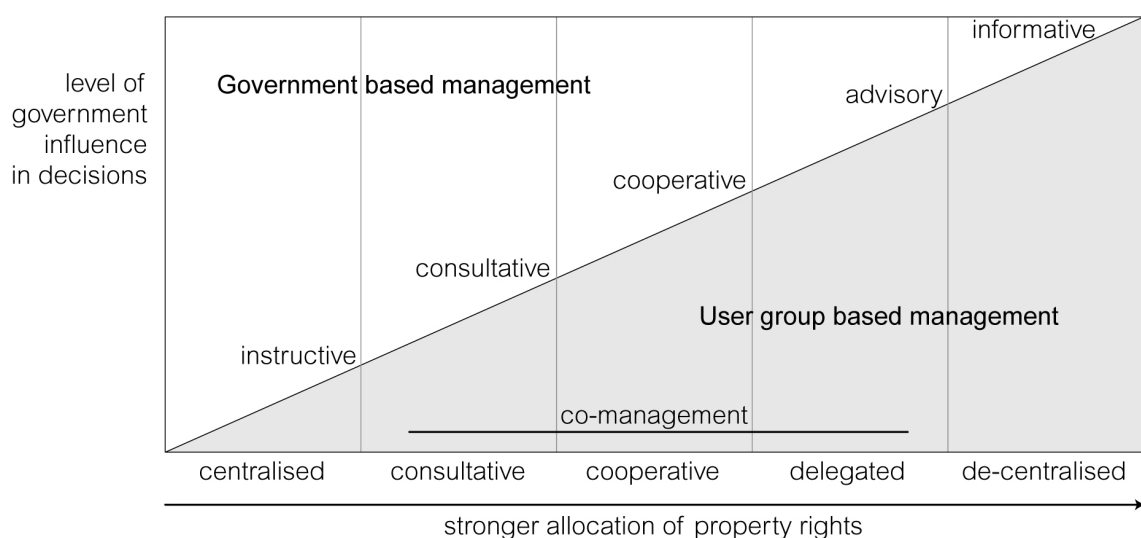 informative
level of
government
influence
in decisions
Government based management
advisory
cooperative
consultative
User group based management
instructive
co-management
centralised
consultative
cooperative
delegated
de-centralised
stronger allocation of property rights